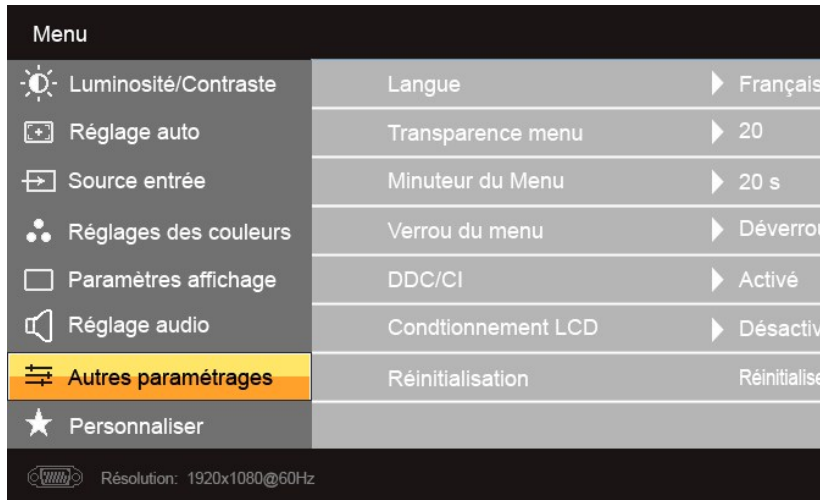 Menu
Luminosité/Contraste Langue Français
Réglage auto Transparence menu 20
Source entrée Minuteur du Menu 20 s
Réglages des couleurs Verrou du menu Déverrou
Paramètres affichage DDC/CI Activé
Réglage audio Condtionnement LCD Désactiv
Autres paramétrages Réinitialisation Réinitialise
Personnaliser
Résolution: 1920x1080@60Hz